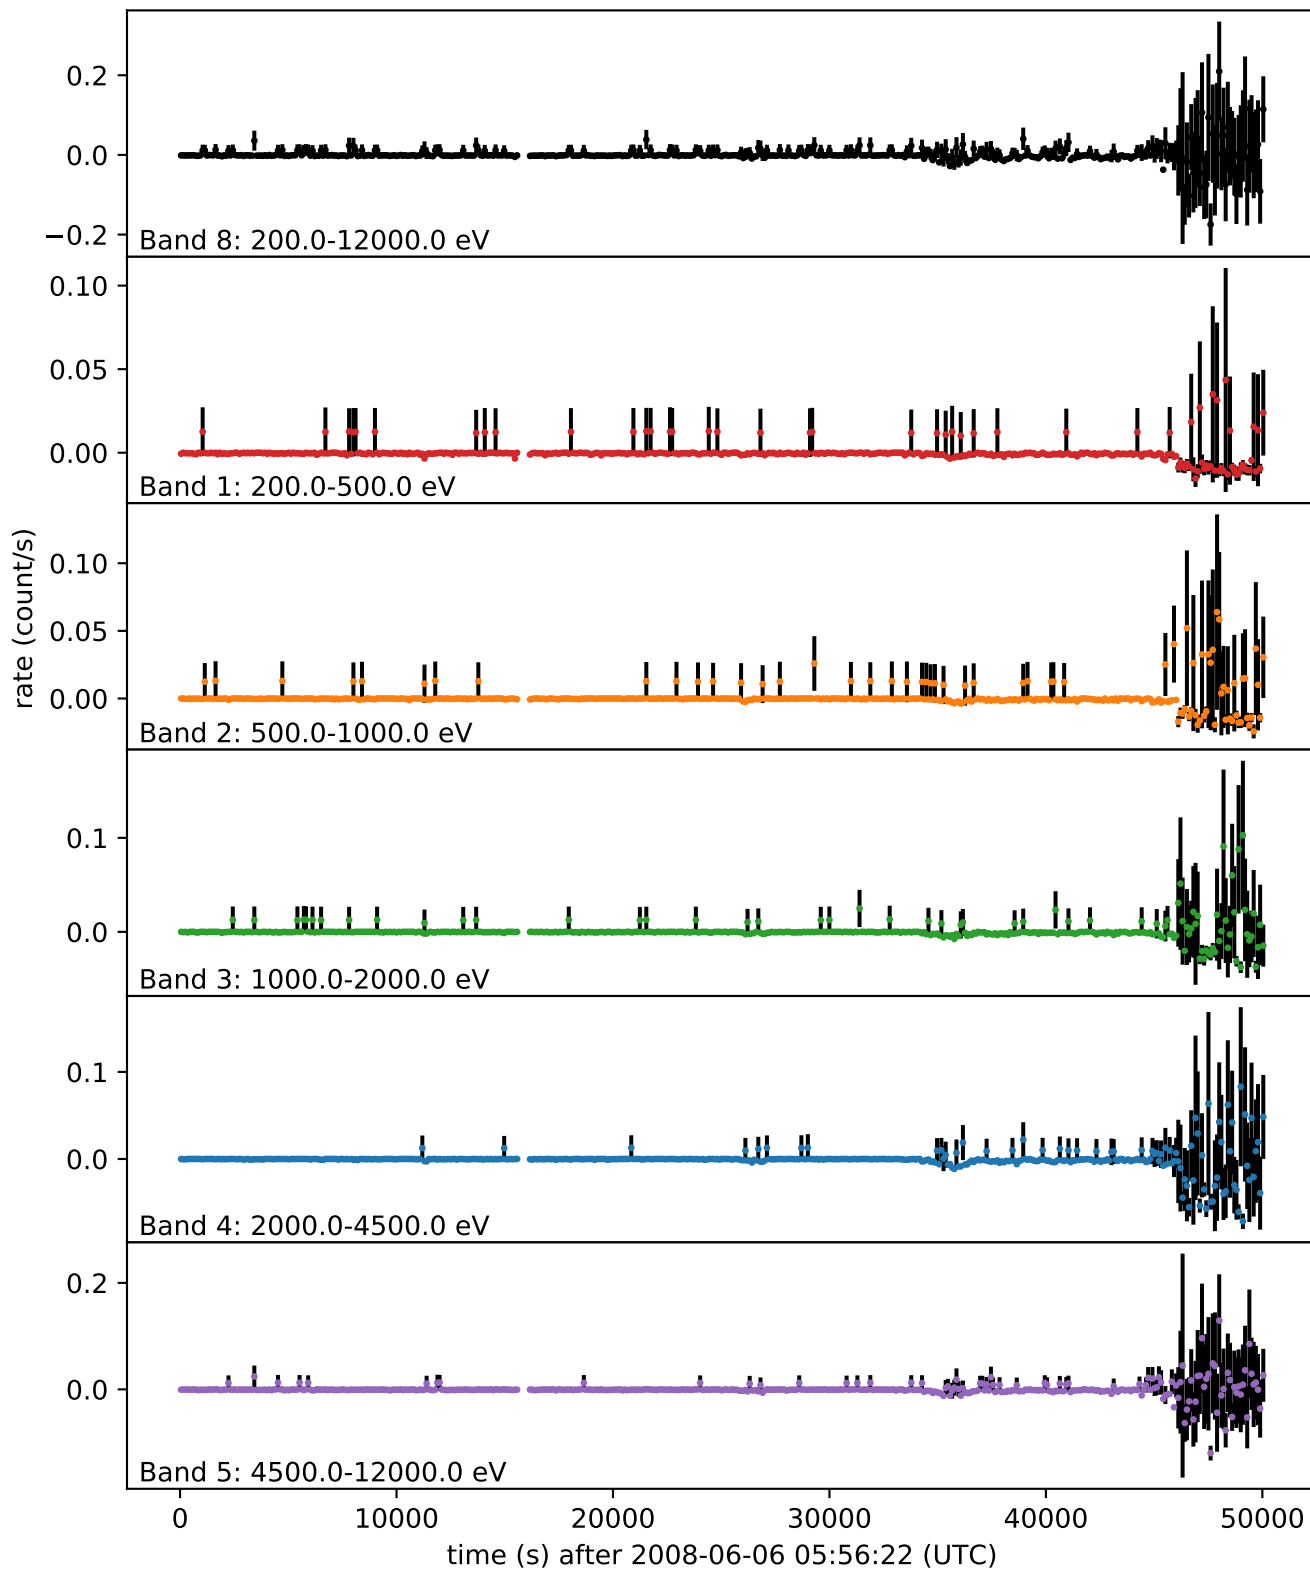 0.2
0.0
−0.2
Band 8: 200.0-12000.0 eV
0.10
0.05
0.00
Band 1: 200.0-500.0 eV
rate (count/s)
0.10
0.05
0.00
Band 2: 500.0-1000.0 eV
0.1
0.0
Band 3: 1000.0-2000.0 eV
0.1
0.0
Band 4: 2000.0-4500.0 eV
0.2
0.0
Band 5: 4500.0-12000.0 eV
0 10000 20000 30000 40000 50000
time (s) after 2008-06-06 05:56:22 (UTC)